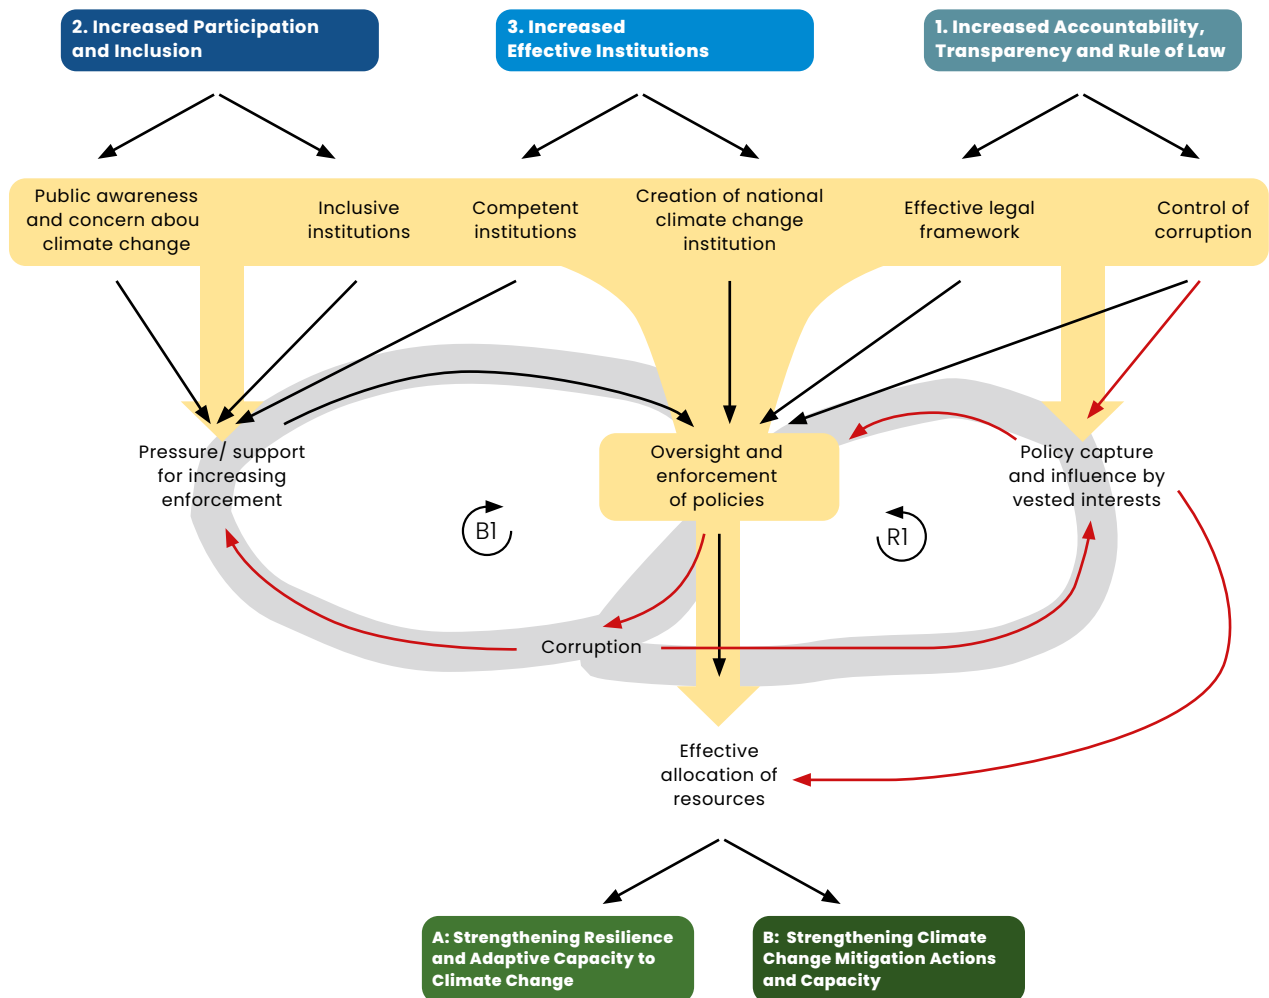 2. Increased Participation
and Inclusion
3. Increased
Effective Institutions
1. Increased Accountability,
Transparency and Rule of Law
Public awareness
and concern abou
climate change
Inclusive
institutions
Competent
institutions
Creation of national
climate change
institution
Effective legal
framework
Control of
corruption
Pressure/ support
for increasing
enforcement
Oversight and
enforcement
of policies
Policy capture
and influence by
vested interests
B1
R1
Corruption
Effective
allocation of
resources
A: Strengthening Resilience
and Adaptive Capacity to
Climate Change
B: Strengthening Climate
Change Mitigation Actions
and Capacity